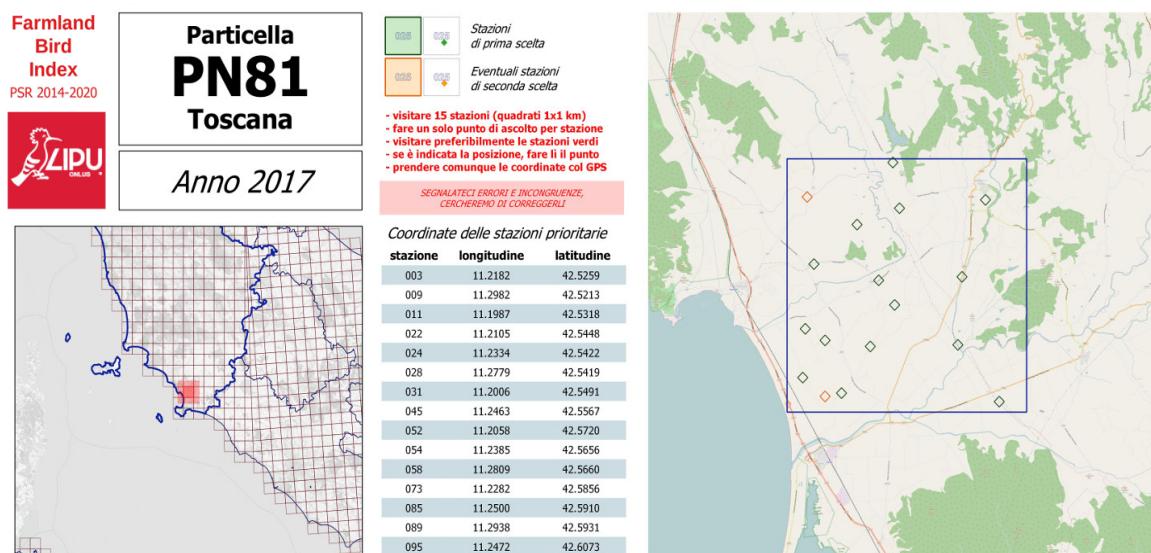 Farmland
Bird
Index
PSR 2014-2020
LIPU
ONLUS
Particella
PN81
Toscana
Anno 2017
025 025
Stazioni
di prima scelta
025 025
Eventuali stazioni
di seconda scelta
- visitare 15 stazioni (quadrati 1x1 km)
- fare un solo punto di ascolto per stazione
- visitare preferibilmente le stazioni verdi
- se è indicata la posizione, fare lì il punto
- prendere comunque le coordinate col GPS
SEGNALATECI ERRORI E INCONGRUENZE,
CERCHEREMO DI CORREGGERLI
Coordinate delle stazioni prioritarie
stazione longitudine latitudine
003 11.2182 42.5259
009 11.2982 42.5213
011 11.1987 42.5318
022 11.2105 42.5448
024 11.2334 42.5422
028 11.2779 42.5419
031 11.2006 42.5491
045 11.2463 42.5567
052 11.2058 42.5720
054 11.2385 42.5656
058 11.2809 42.5660
073 11.2282 42.5856
085 11.2500 42.5910
089 11.2938 42.5931
095 11.2472 42.6073